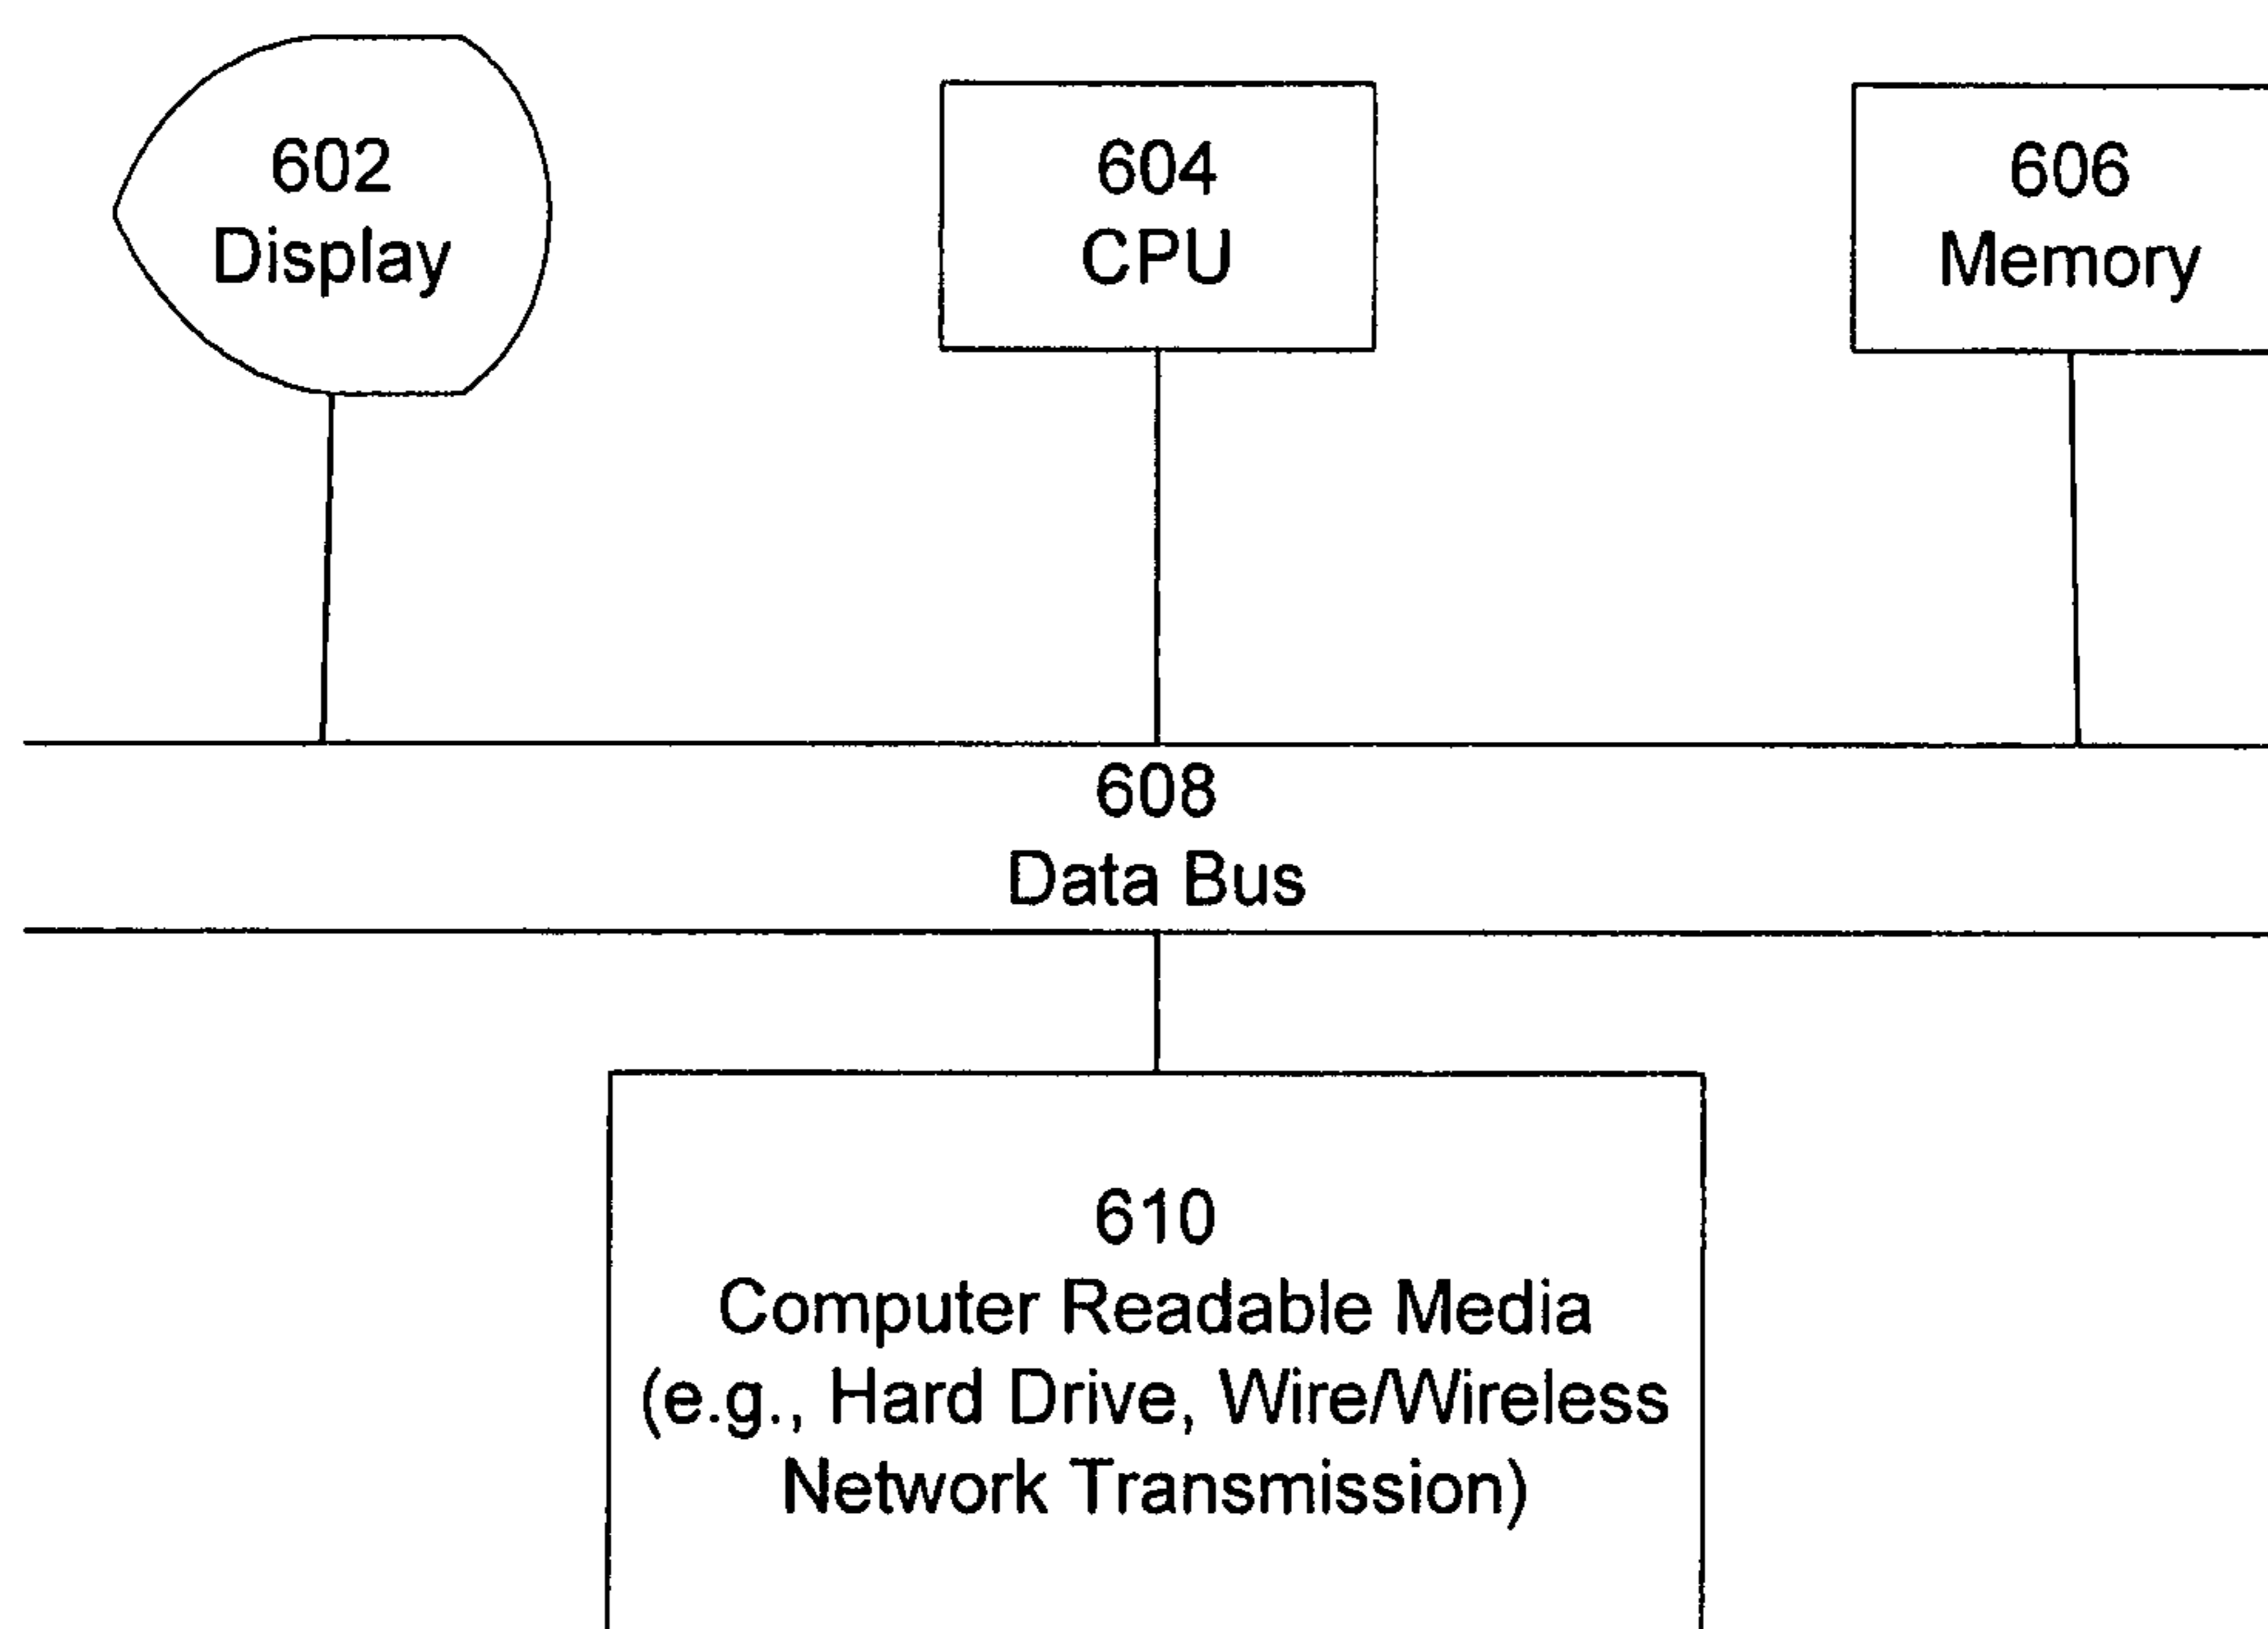 602
Display
604
CPU
606
Memory
608
Data Bus
610
Computer Readable Media
(e.g., Hard Drive, Wire/Wireless
Network Transmission)